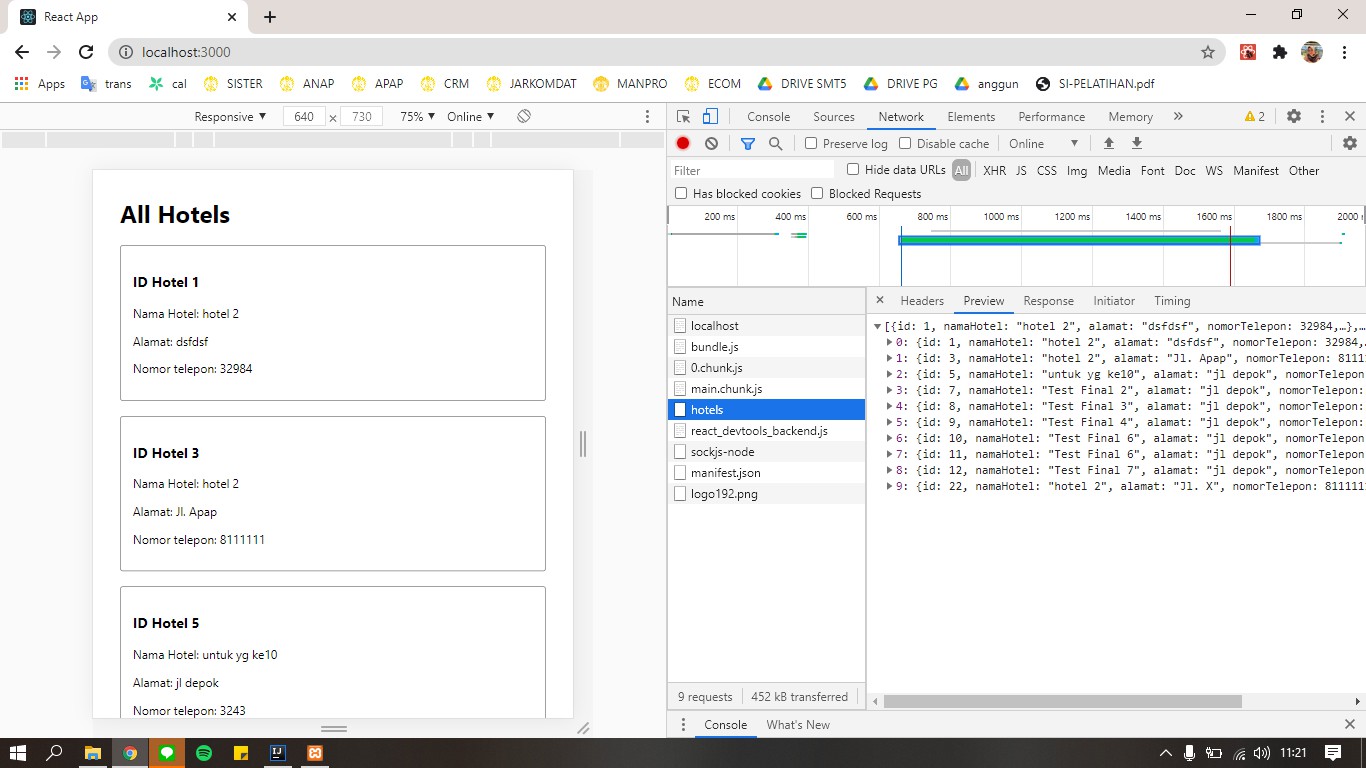 React App
localhost:3000
Apps trans cal SISTER ANAP APAP CRM JARKOMDAT MANPRO ECOM DRIVE SMT5 DRIVE PG anggun SI-PELATIHAN.pdf
Responsive ▼ 640 × 730 75% ▼ Online ▼
All Hotels
ID Hotel 1
Nama Hotel: hotel 2
Alamat: dsfdsf
Nomor telepon: 32984
ID Hotel 3
Nama Hotel: hotel 2
Alamat: Jl. Apap
Nomor telepon: 8111111
ID Hotel 5
Nama Hotel: untuk yg ke10
Alamat: jl depok
Nomor telepon: 3243
Console Sources Network Elements Performance Memory » 2
Preserve log Disable cache Online ▼
Filter Hide data URLs All XHR JS CSS Img Media Font Doc WS Manifest Other
Has blocked cookies Blocked Requests
200 ms 400 ms 600 ms 800 ms 1000 ms 1200 ms 1400 ms 1600 ms 1800 ms 2000
Name
localhost
bundle.js
0.chunk.js
main.chunk.js
hotels
react_devtools_backend.js
sockjs-node
manifest.json
logo192.png
9 requests 452 kB transferred
× Headers Preview Response Initiator Timing
▼[{id: 1, namaHotel: "hotel 2", alamat: "dsfdsf", nomorTelepon: 32984,…},…
▶0: {id: 1, namaHotel: "hotel 2", alamat: "dsfdsf", nomorTelepon: 32984,
▶1: {id: 3, namaHotel: "hotel 2", alamat: "Jl. Apap", nomorTelepon: 81111
▶2: {id: 5, namaHotel: "untuk yg ke10", alamat: "jl depok", nomorTelepon
▶3: {id: 7, namaHotel: "Test Final 2", alamat: "jl depok", nomorTelepon:
▶4: {id: 8, namaHotel: "Test Final 3", alamat: "jl depok", nomorTelepon:
▶5: {id: 9, namaHotel: "Test Final 4", alamat: "jl depok", nomorTelepon:
▶6: {id: 10, namaHotel: "Test Final 6", alamat: "jl depok", nomorTelepon
▶7: {id: 11, namaHotel: "Test Final 6", alamat: "jl depok", nomorTelepon
▶8: {id: 12, namaHotel: "Test Final 7", alamat: "jl depok", nomorTelepon
▶9: {id: 22, namaHotel: "hotel 2", alamat: "Jl. X", nomorTelepon: 811111
Console What's New
11:21